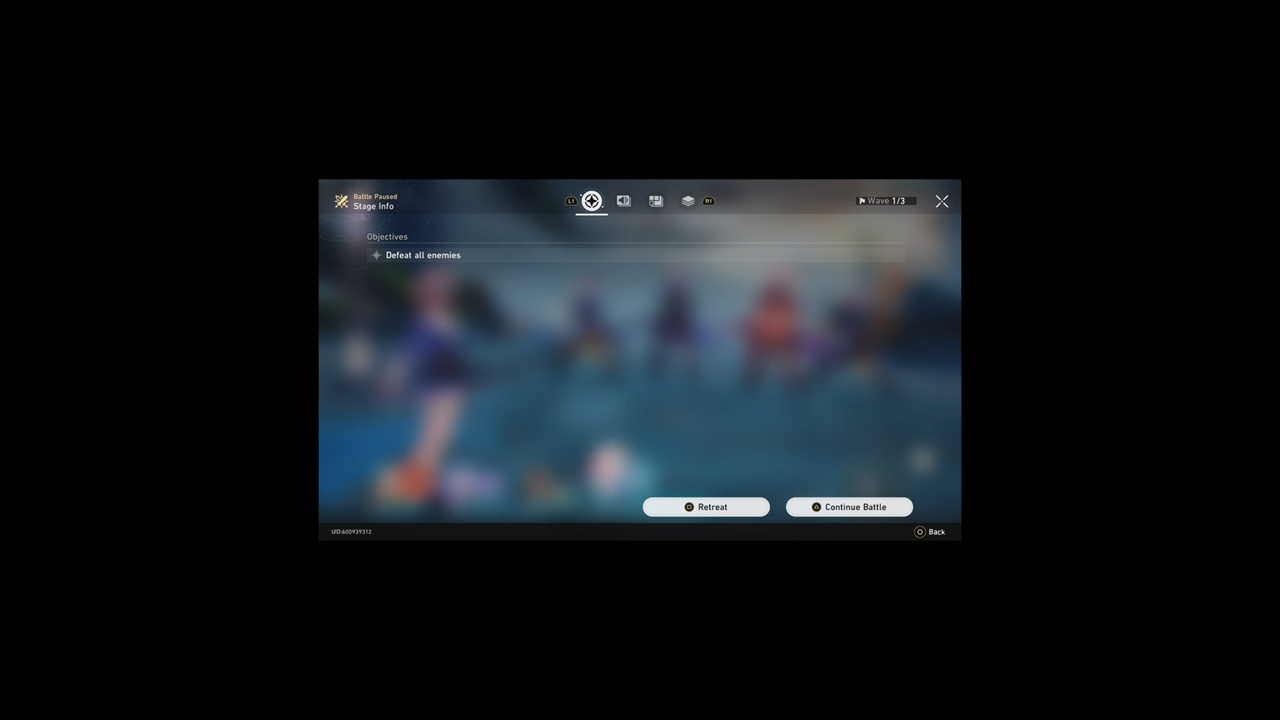 Battle Paused
Stage Info
L1
R1
Wave 1/3
Objectives
Defeat all enemies
Retreat
Continue Battle
UID:600939312
Back